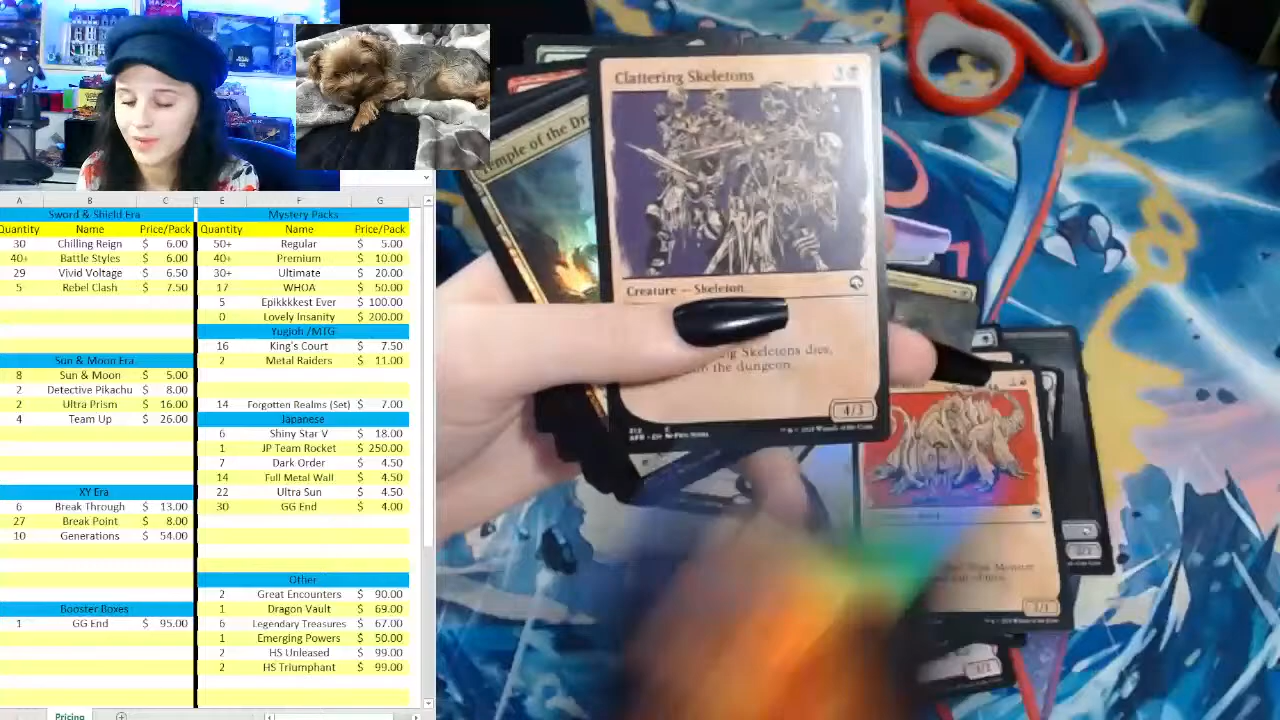 A B C E F G
Sword & Shield Era Mystery Packs
Quantity Name Price/Pack Quantity Name Price/Pack
30 Chilling Reign $ 6.00 50+ Regular $ 5.00
40+ Battle Styles $ 6.00 40+ Premium $ 10.00
29 Vivid Voltage $ 6.50 30+ Ultimate $ 20.00
5 Rebel Clash $ 7.50 17 WHOA $ 50.00
5 Epikkkkest Ever $ 100.00
0 Lovely Insanity $ 200.00
Yugioh /MTG
16 King's Court $ 7.50
Sun & Moon Era 2 Metal Raiders $ 11.00
8 Sun & Moon $ 5.00
2 Detective Pikachu $ 8.00
2 Ultra Prism $ 16.00 14 Forgotten Realms (Set) $ 7.00
4 Team Up $ 26.00 Japanese
6 Shiny Star V $ 18.00
1 JP Team Rocket $ 250.00
7 Dark Order $ 4.50
14 Full Metal Wall $ 4.50
XY Era 22 Ultra Sun $ 4.50
6 Break Through $ 13.00 30 GG End $ 4.00
27 Break Point $ 8.00
10 Generations $ 54.00
Other
2 Great Encounters $ 90.00
Booster Boxes 1 Dragon Vault $ 69.00
1 GG End $ 95.00 6 Legendary Treasures $ 67.00
1 Emerging Powers $ 50.00
2 HS Unleased $ 99.00
2 HS Triumphant $ 99.00
Pricing
Clattering Skeletons
Temple of the Dra
Creature — Skeleton
Skeletons dies,
the dungeon.
4/3
Monster